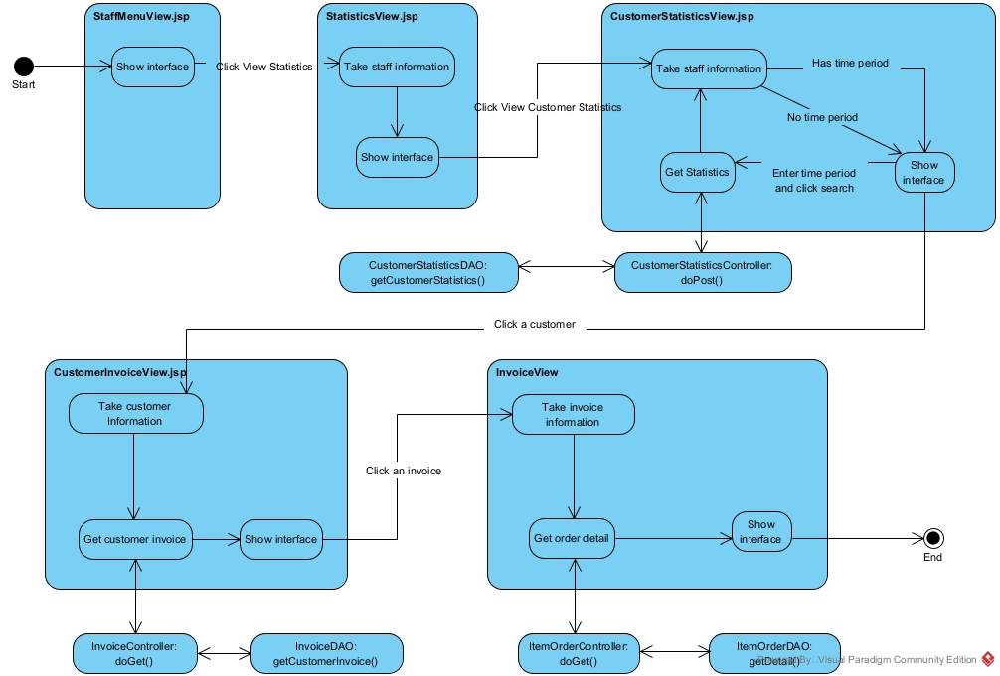 StaffMenuView.jsp
Show interface
Start
Click View Statistics
StatisticsView.jsp
Take staff information
Show interface
Click View Customer Statistics
CustomerStatisticsView.jsp
Take staff information
Has time period
No time period
Get Statistics
Enter time period
and click search
Show
interface
CustomerStatisticsDAO:
getCustomerStatistics()
CustomerStatisticsController:
doPost()
Click a customer
CustomerInvoiceView.jsp
Take customer
Information
Get customer invoice
Show interface
Click an invoice
InvoiceView
Take invoice
information
Get order detail
Show
interface
End
InvoiceController:
doGet()
InvoiceDAO:
getCustomerInvoice()
ItemOrderController:
doGet()
ItemOrderDAO:
getDetail()
Powered By Visual Paradigm Community Edition